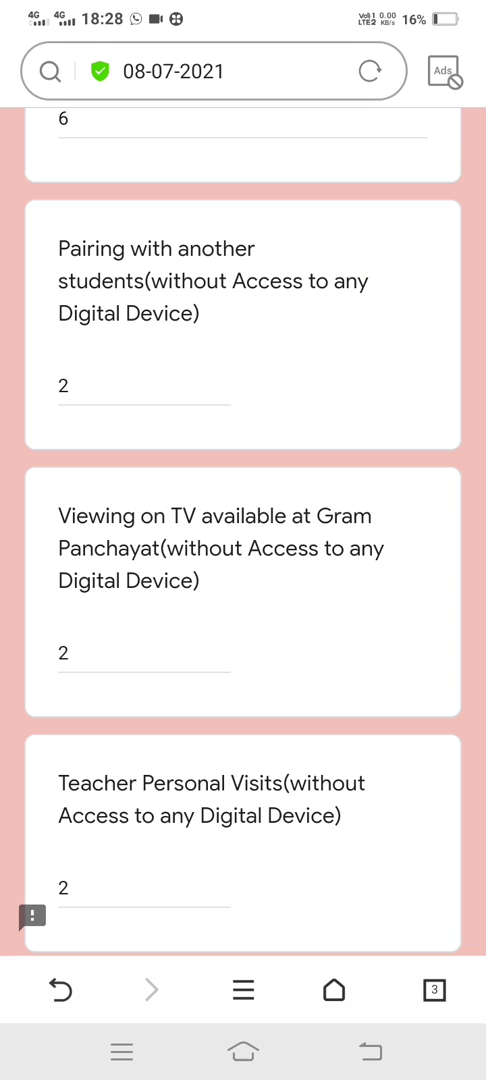 4G 4G 18:28 Vo)) 1 LTE2 0.00 KB/s 16%
08-07-2021 Ads
6
Pairing with another
students(without Access to any
Digital Device)
2
Viewing on TV available at Gram
Panchayat(without Access to any
Digital Device)
2
Teacher Personal Visits(without
Access to any Digital Device)
2
!
3